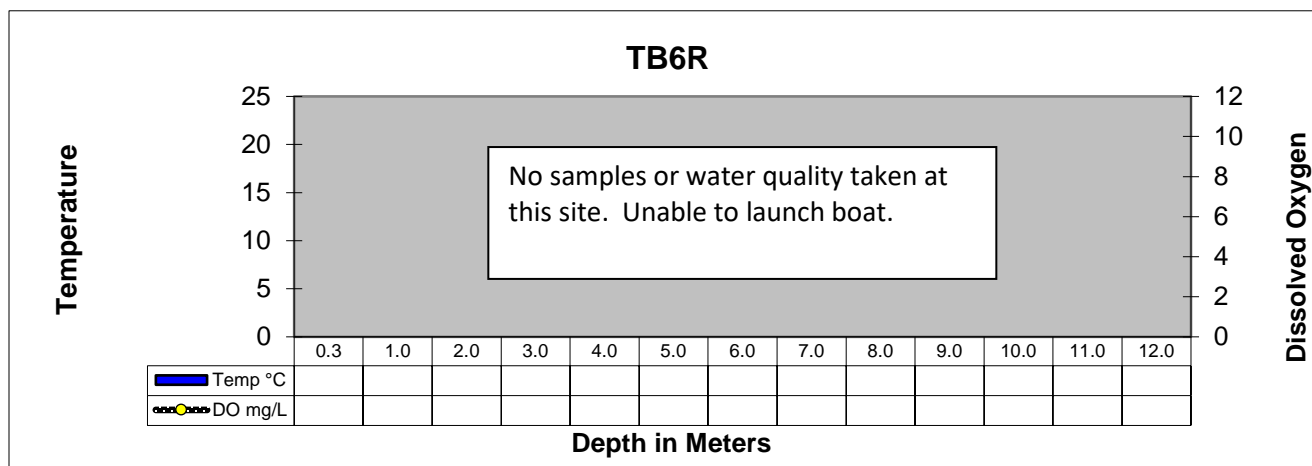 TB6R
Temperature
25
20
15
10
5
0
No samples or water quality taken at
this site.  Unable to launch boat.
12
10
8
6
4
2
0
Dissolved Oxygen
0.3 1.0 2.0 3.0 4.0 5.0 6.0 7.0 8.0 9.0 10.0 11.0 12.0
Temp °C
DO mg/L
Depth in Meters